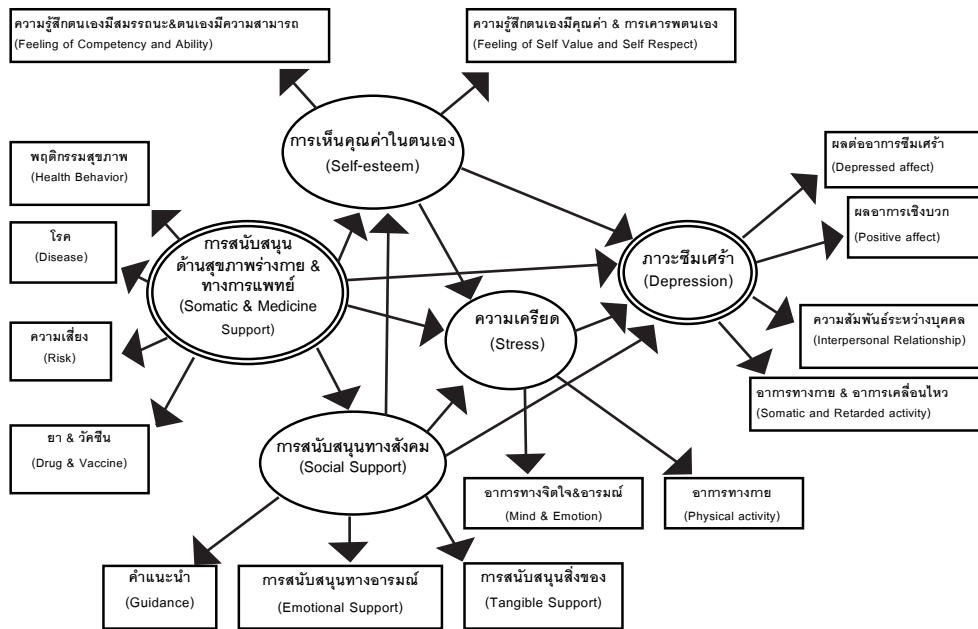 ความรู้สึกตนเองมีสมรรถนะ&ตนเองมีความสามารถ
(Feeling of Competency and Ability)
ความรู้สึกตนเองมีคุณค่า & การเคารพตนเอง
(Feeling of Self Value and Self Respect)
การเห็นคุณค่าในตนเอง
(Self-esteem)
พฤติกรรมสุขภาพ
(Health Behavior)
โรค
(Disease)
ความเสี่ยง
(Risk)
ยา & วัคซีน
(Drug & Vaccine)
การสนับสนุน
ด้านสุขภาพร่างกาย &
ทางการแพทย์
(Somatic & Medicine
Support)
ความเครียด
(Stress)
ภาวะซึมเศร้า
(Depression)
ผลต่ออาการซึมเศร้า
(Depressed affect)
ผลอาการเชิงบวก
(Positive affect)
ความสัมพันธ์ระหว่างบุคคล
(Interpersonal Relationship)
อาการทางกาย & อาการเคลื่อนไหว
(Somatic and Retarded activity)
การสนับสนุนทางสังคม
(Social Support)
อาการทางจิตใจ&อารมณ์
(Mind & Emotion)
อาการทางกาย
(Physical activity)
คำแนะนำ
(Guidance)
การสนับสนุนทางอารมณ์
(Emotional Support)
การสนับสนุนสิ่งของ
(Tangible Support)